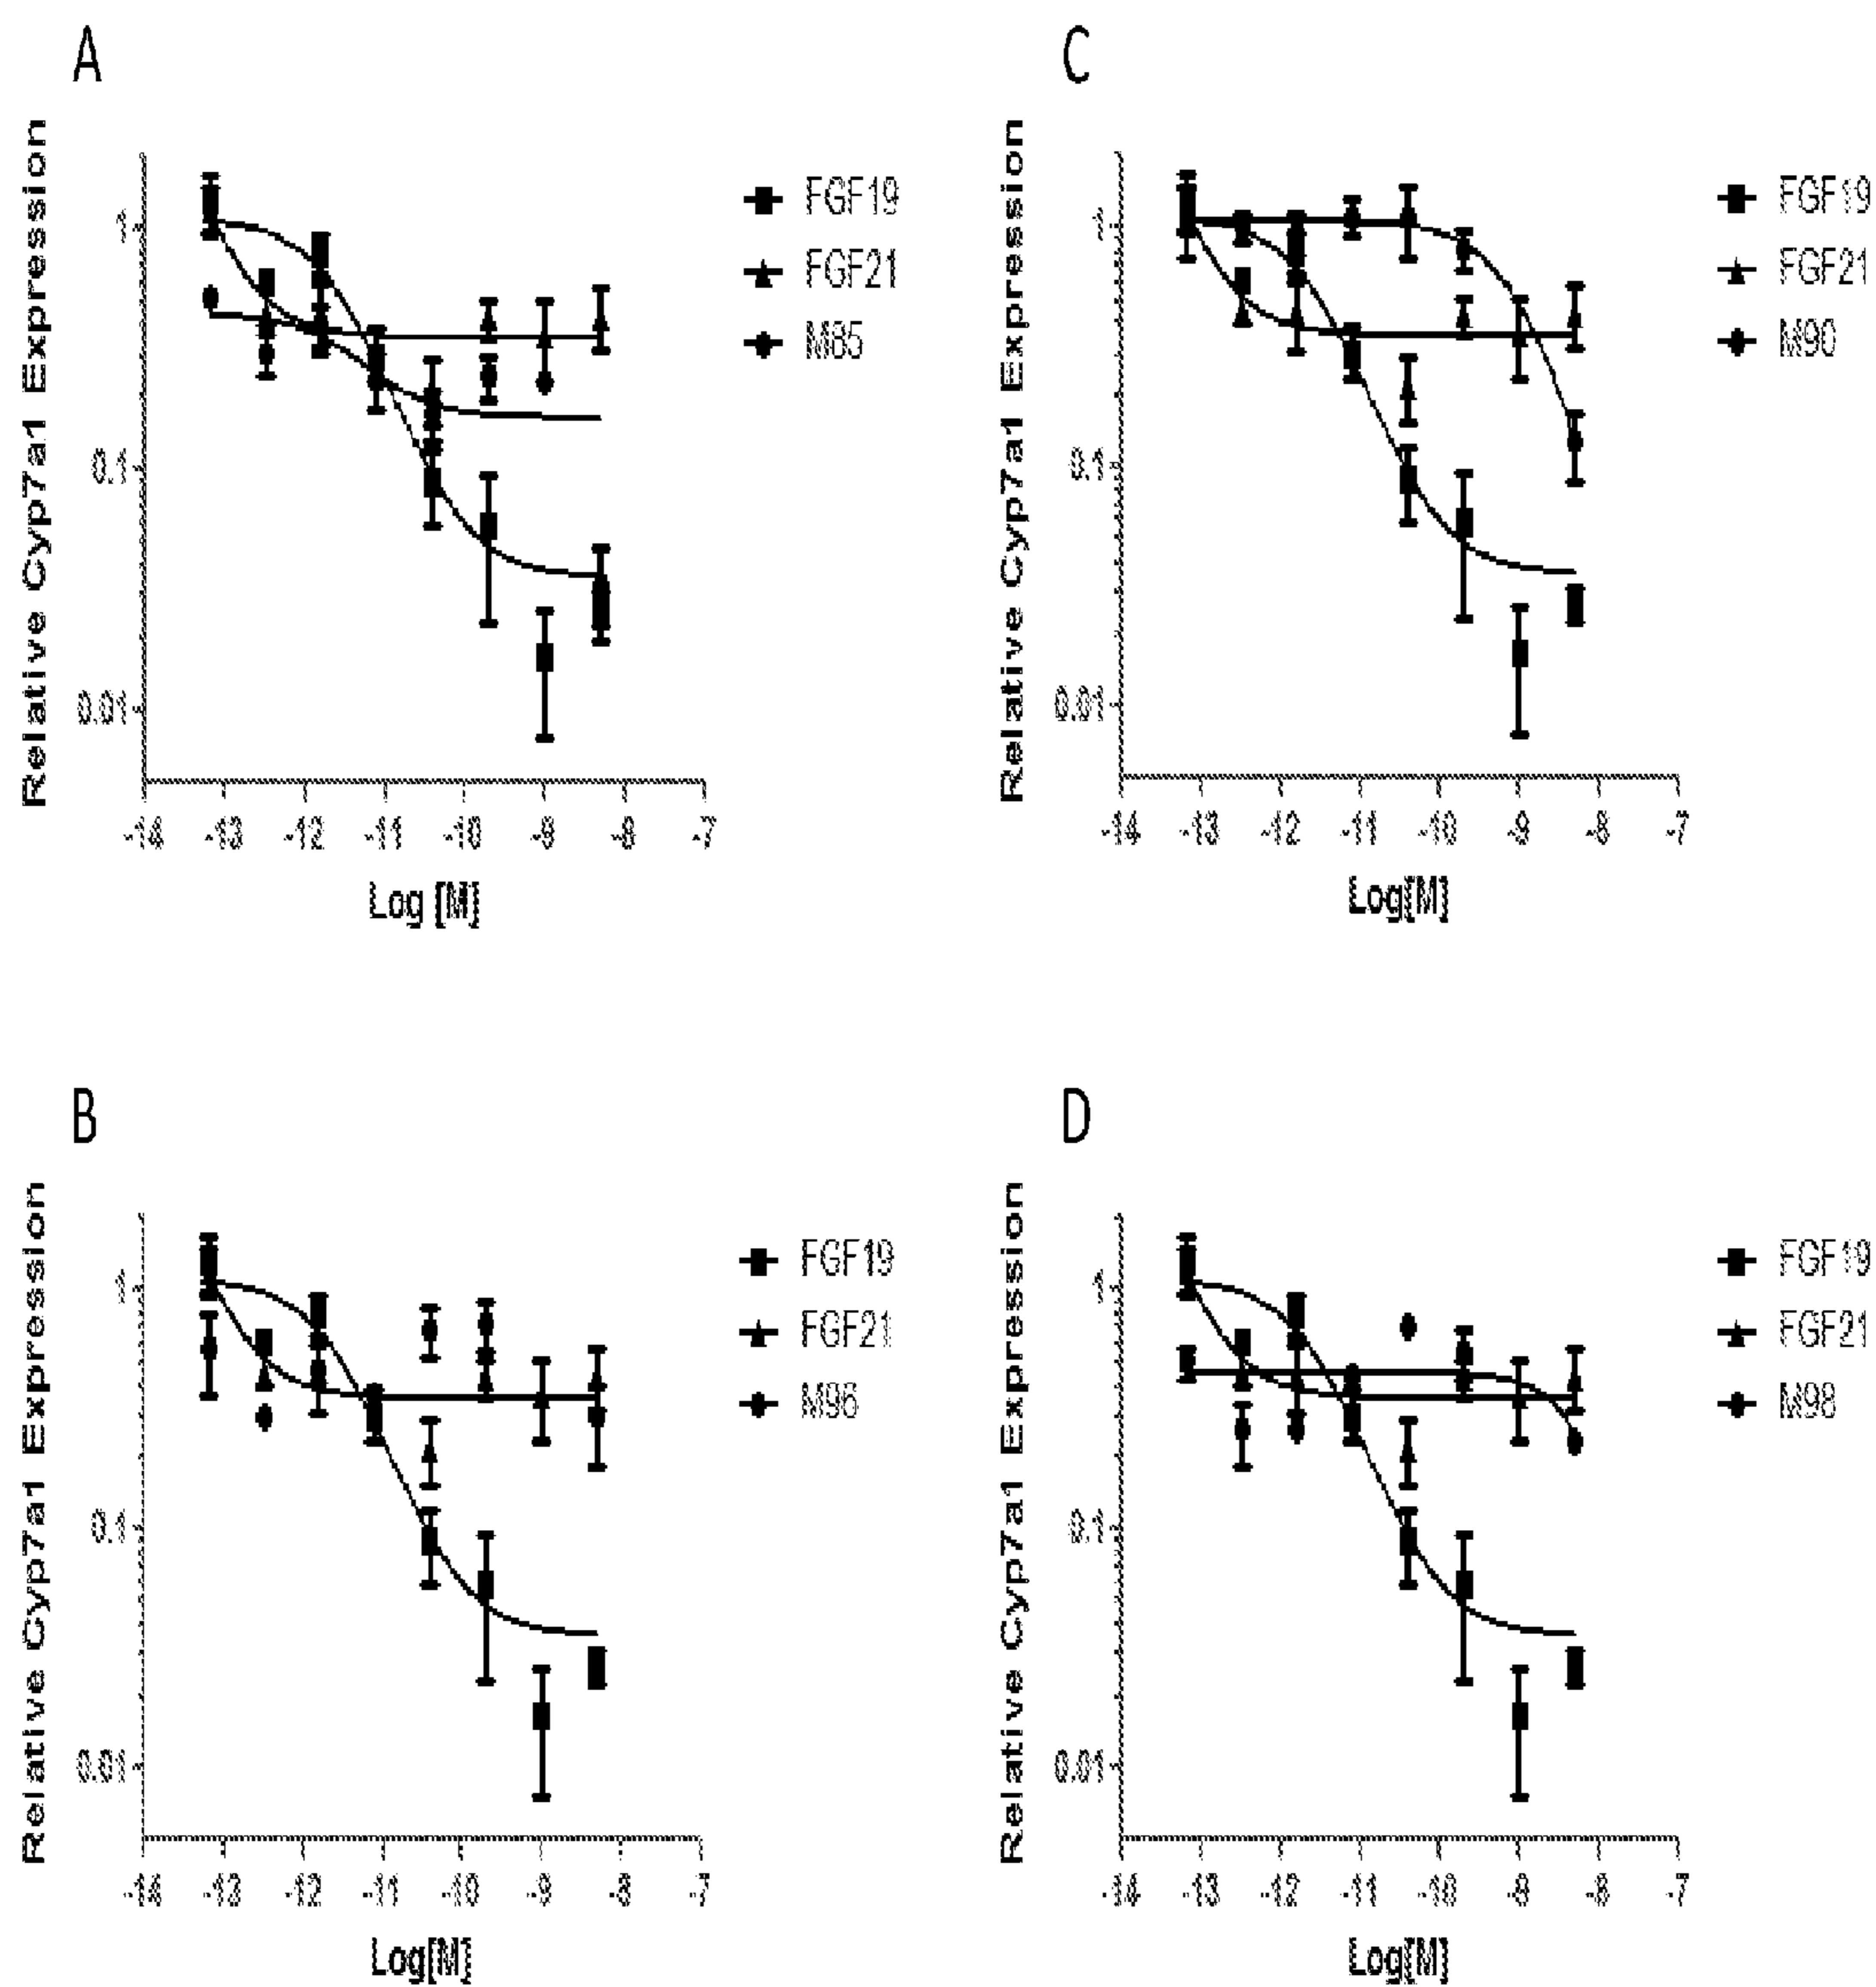 A
Relative Cyp7a1 Expression
1
0.1
0.01
-14 -13 -12 -11 -10 -9 -8 -7
Log [M]
FGF19
FGF21
M85
C
Relative Cyp7a1 Expression
1
0.1
0.01
-14 -13 -12 -11 -10 -9 -8 -7
Log[M]
FGF19
FGF21
M90
B
Relative Cyp7a1 Expression
1
0.1
0.01
-14 -13 -12 -11 -10 -9 -8 -7
Log[M]
FGF19
FGF21
M96
D
Relative Cyp7a1 Expression
1
0.1
0.01
-14 -13 -12 -11 -10 -9 -8 -7
Log[M]
FGF19
FGF21
M98